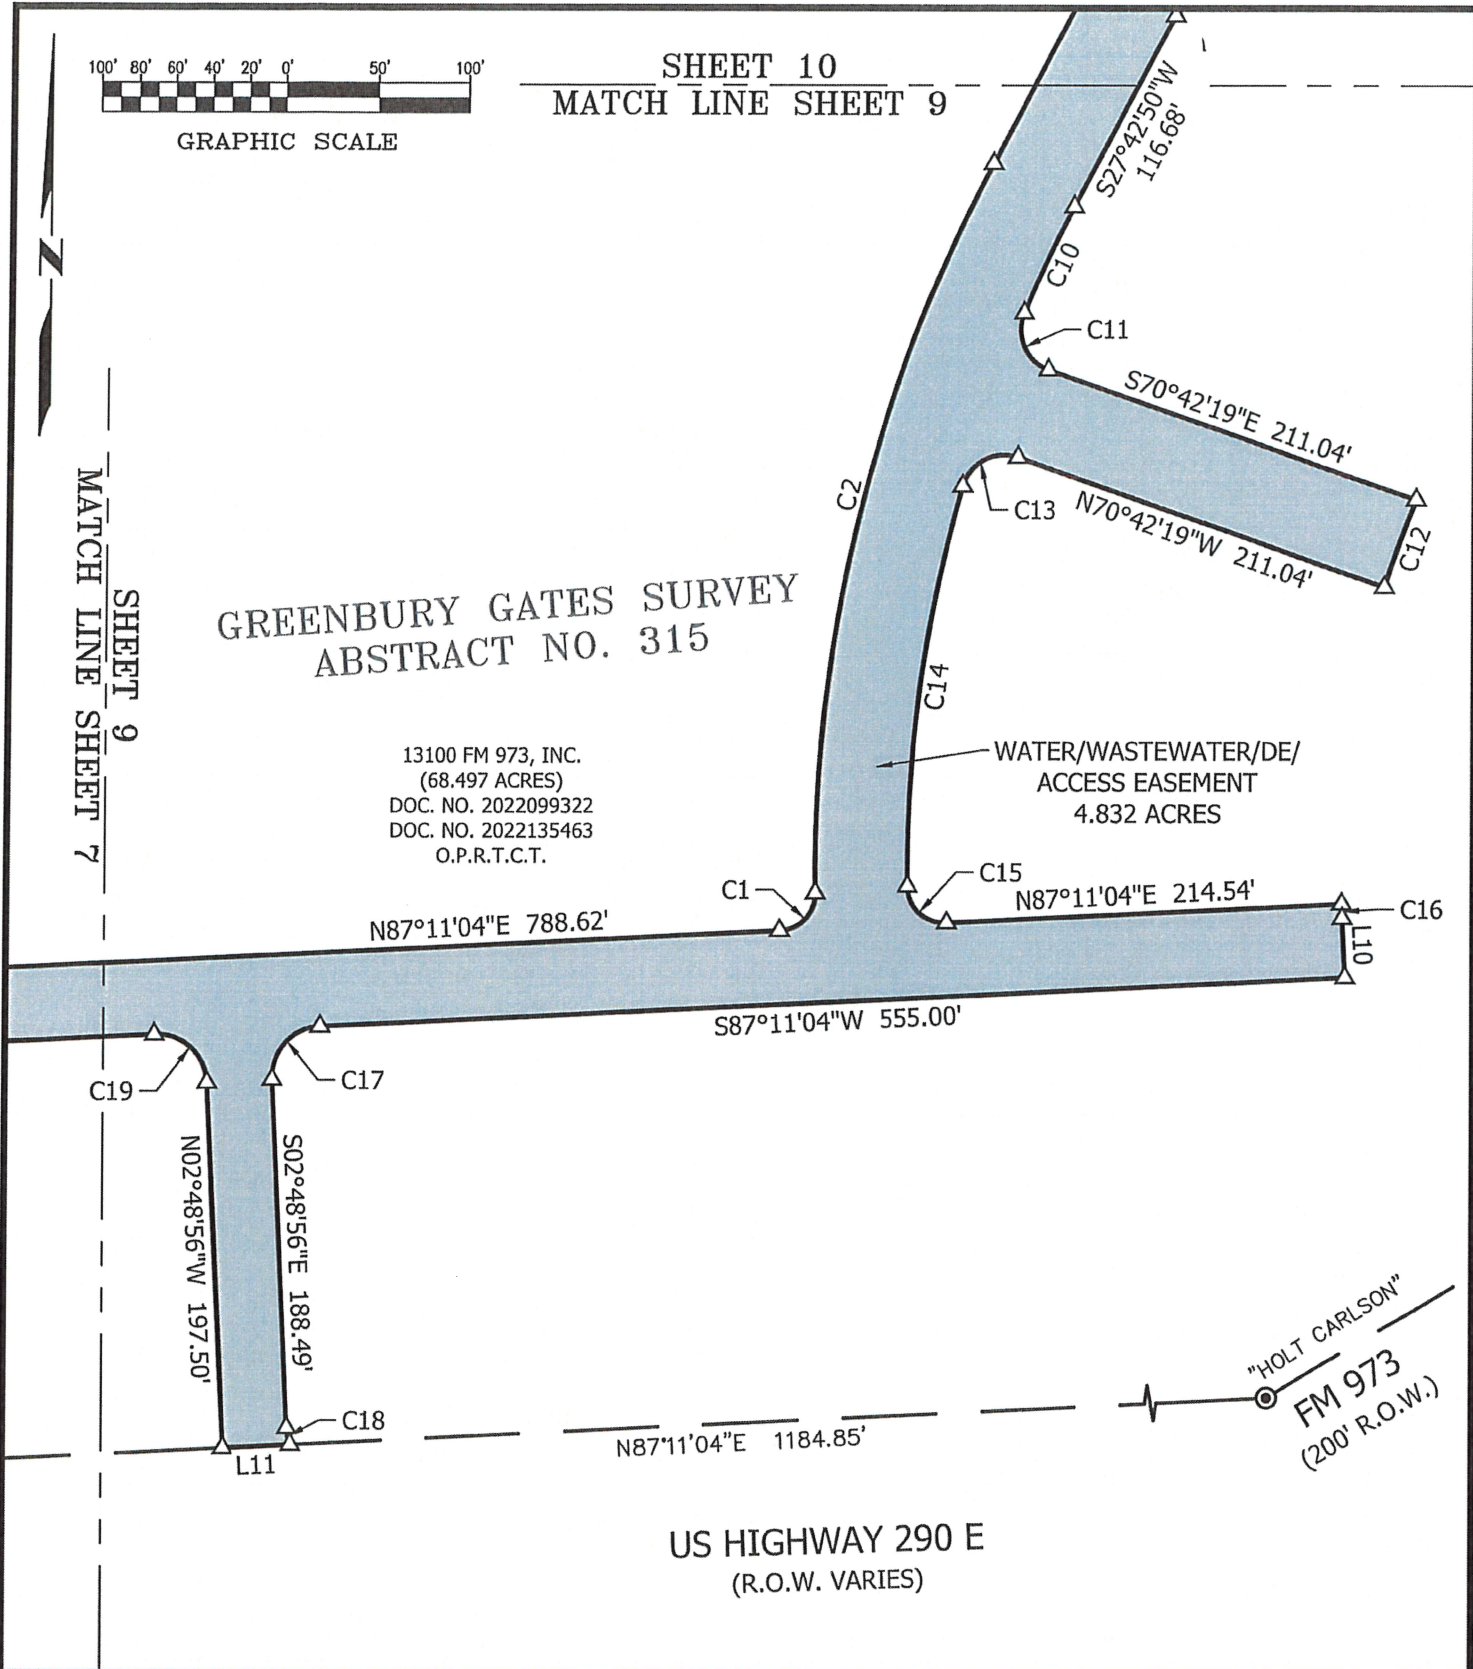 100' 80' 60' 40' 20' 0' 50' 100'
GRAPHIC SCALE
SHEET 10
MATCH LINE SHEET 9
N
S27°42'50"W
116.68'
C10
C11
S70°42'19"E 211.04'
C2
C13
N70°42'19"W 211.04'
C12
SHEET 9
MATCH LINE SHEET 7
GREENBURY GATES SURVEY
ABSTRACT NO. 315
C14
13100 FM 973, INC.
(68.497 ACRES)
DOC. NO. 2022099322
DOC. NO. 2022135463
O.P.R.T.C.T.
WATER/WASTEWATER/DE/
ACCESS EASEMENT
4.832 ACRES
C1
C15
N87°11'04"E 214.54'
C16
L10
N87°11'04"E 788.62'
S87°11'04"W 555.00'
C19
C17
N02°48'56"W 197.50'
S02°48'56"E 188.49'
C18
L11
N87°11'04"E 1184.85'
"HOLT CARLSON"
FM 973
(200' R.O.W.)
US HIGHWAY 290 E
(R.O.W. VARIES)